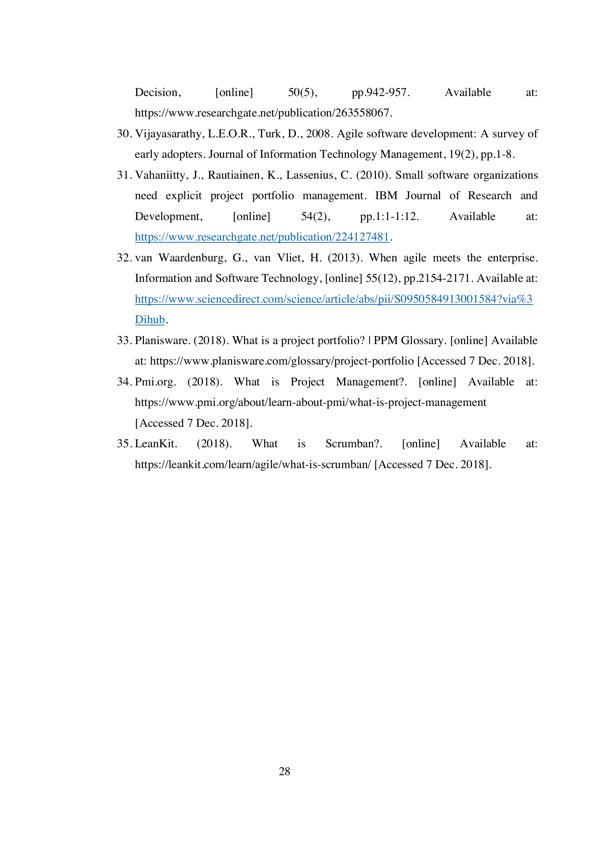 Decision, [online] 50(5), pp.942-957. Available at:
https://www.researchgate.net/publication/263558067.
30. Vijayasarathy, L.E.O.R., Turk, D., 2008. Agile software development: A survey of
early adopters. Journal of Information Technology Management, 19(2), pp.1-8.
31. Vahaniitty, J., Rautiainen, K., Lassenius, C. (2010). Small software organizations
need explicit project portfolio management. IBM Journal of Research and
Development, [online] 54(2), pp.1:1-1:12. Available at:
https://www.researchgate.net/publication/224127481.
32. van Waardenburg, G., van Vliet, H. (2013). When agile meets the enterprise.
Information and Software Technology, [online] 55(12), pp.2154-2171. Available at:
https://www.sciencedirect.com/science/article/abs/pii/S0950584913001584?via%3
Dihub.
33. Planisware. (2018). What is a project portfolio? | PPM Glossary. [online] Available
at: https://www.planisware.com/glossary/project-portfolio [Accessed 7 Dec. 2018].
34. Pmi.org. (2018). What is Project Management?. [online] Available at:
https://www.pmi.org/about/learn-about-pmi/what-is-project-management
[Accessed 7 Dec. 2018].
35. LeanKit. (2018). What is Scrumban?. [online] Available at:
https://leankit.com/learn/agile/what-is-scrumban/ [Accessed 7 Dec. 2018].
28